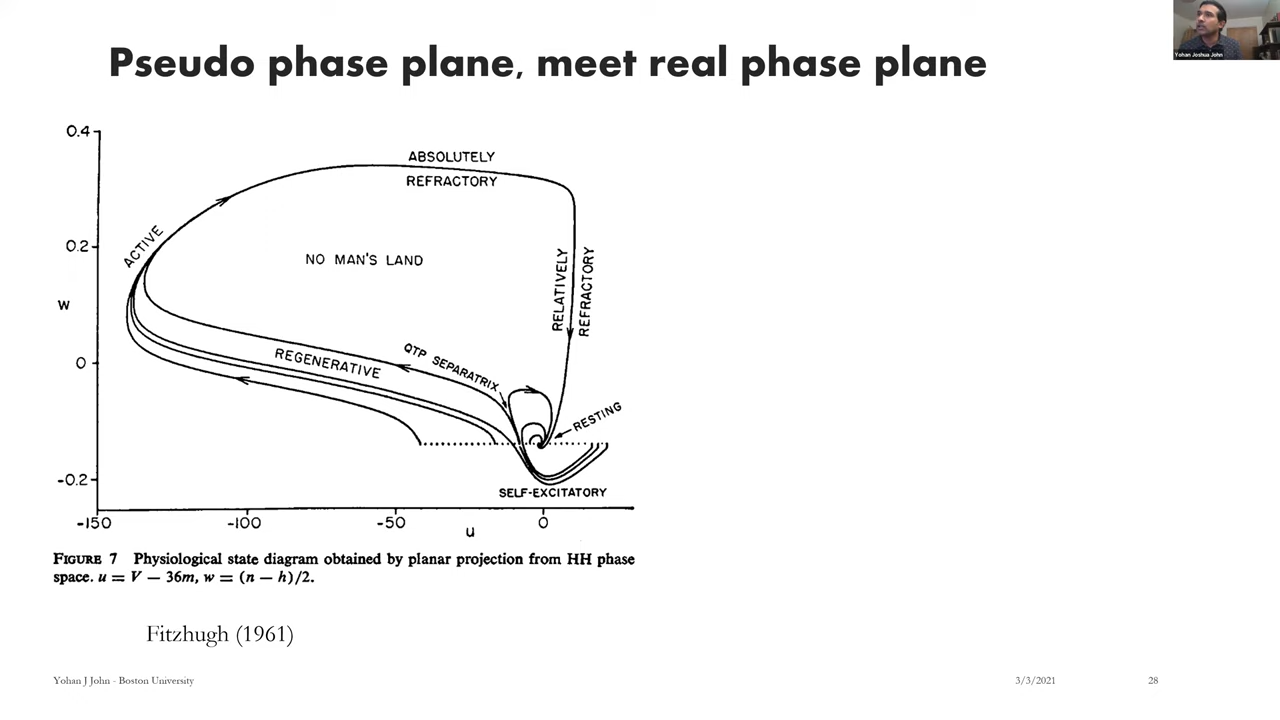 Pseudo phase plane, meet real phase plane
Yohan Joshua John
0.4
ABSOLUTELY
REFRACTORY
0.2
ACTIVE
NO MAN'S LAND
RELATIVELY
REFRACTORY
w
QTP SEPARATRIX
REGENERATIVE
0
RESTING
-0.2
SELF-EXCITATORY
-150
-100
-50
0
u
FIGURE 7 Physiological state diagram obtained by planar projection from HH phase
space. u = V − 36m, w = (n − h)/2.
Fitzhugh (1961)
Yohan J John - Boston University
3/3/2021
28